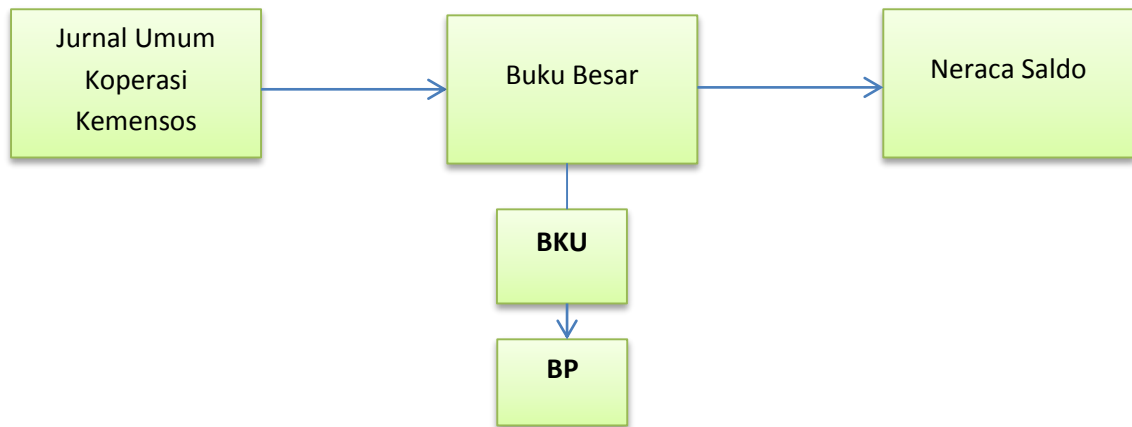 Jurnal Umum
Koperasi
Kemensos
Buku Besar
Neraca Saldo
BKU
BP